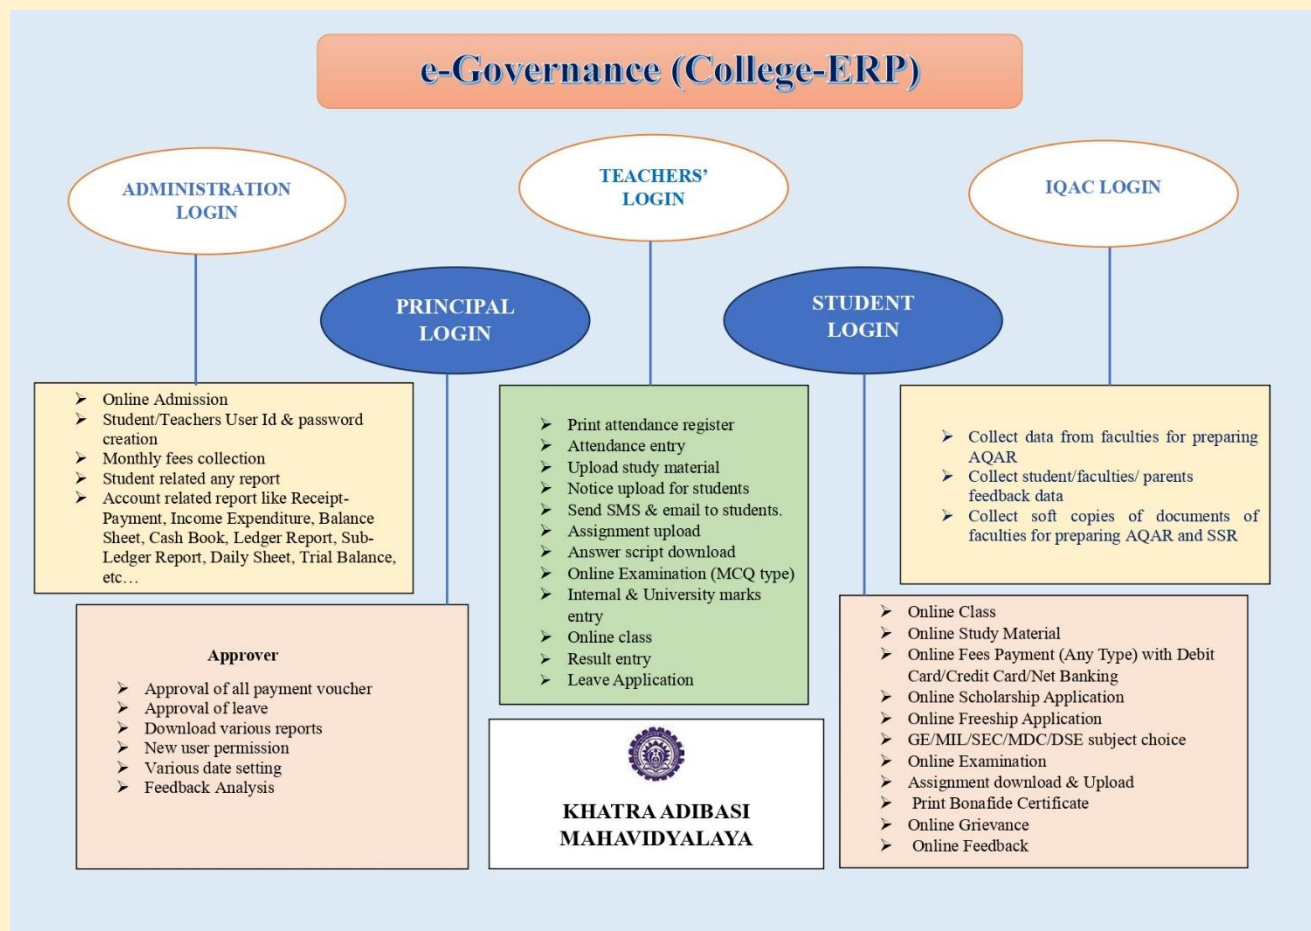 e-Governance (College-ERP)
ADMINISTRATION
LOGIN
TEACHERS’
LOGIN
IQAC LOGIN
PRINCIPAL
LOGIN
STUDENT
LOGIN
➢ Online Admission
➢ Student/Teachers User Id & password
creation
➢ Monthly fees collection
➢ Student related any report
➢ Account related report like Receipt-
Payment, Income Expenditure, Balance
Sheet, Cash Book, Ledger Report, Sub-
Ledger Report, Daily Sheet, Trial Balance,
etc…
➢ Print attendance register
➢ Attendance entry
➢ Upload study material
➢ Notice upload for students
➢ Send SMS & email to students.
➢ Assignment upload
➢ Answer script download
➢ Online Examination (MCQ type)
➢ Internal & University marks
entry
➢ Online class
➢ Result entry
➢ Leave Application
➢ Collect data from faculties for preparing
AQAR
➢ Collect student/faculties/ parents
feedback data
➢ Collect soft copies of documents of
faculties for preparing AQAR and SSR
Approver
➢ Approval of all payment voucher
➢ Approval of leave
➢ Download various reports
➢ New user permission
➢ Various date setting
➢ Feedback Analysis
KHATRA ADIBASI
MAHAVIDYALAYA
➢ Online Class
➢ Online Study Material
➢ Online Fees Payment (Any Type) with Debit
Card/Credit Card/Net Banking
➢ Online Scholarship Application
➢ Online Freeship Application
➢ GE/MIL/SEC/MDC/DSE subject choice
➢ Online Examination
➢ Assignment download & Upload
➢ Print Bonafide Certificate
➢ Online Grievance
➢ Online Feedback